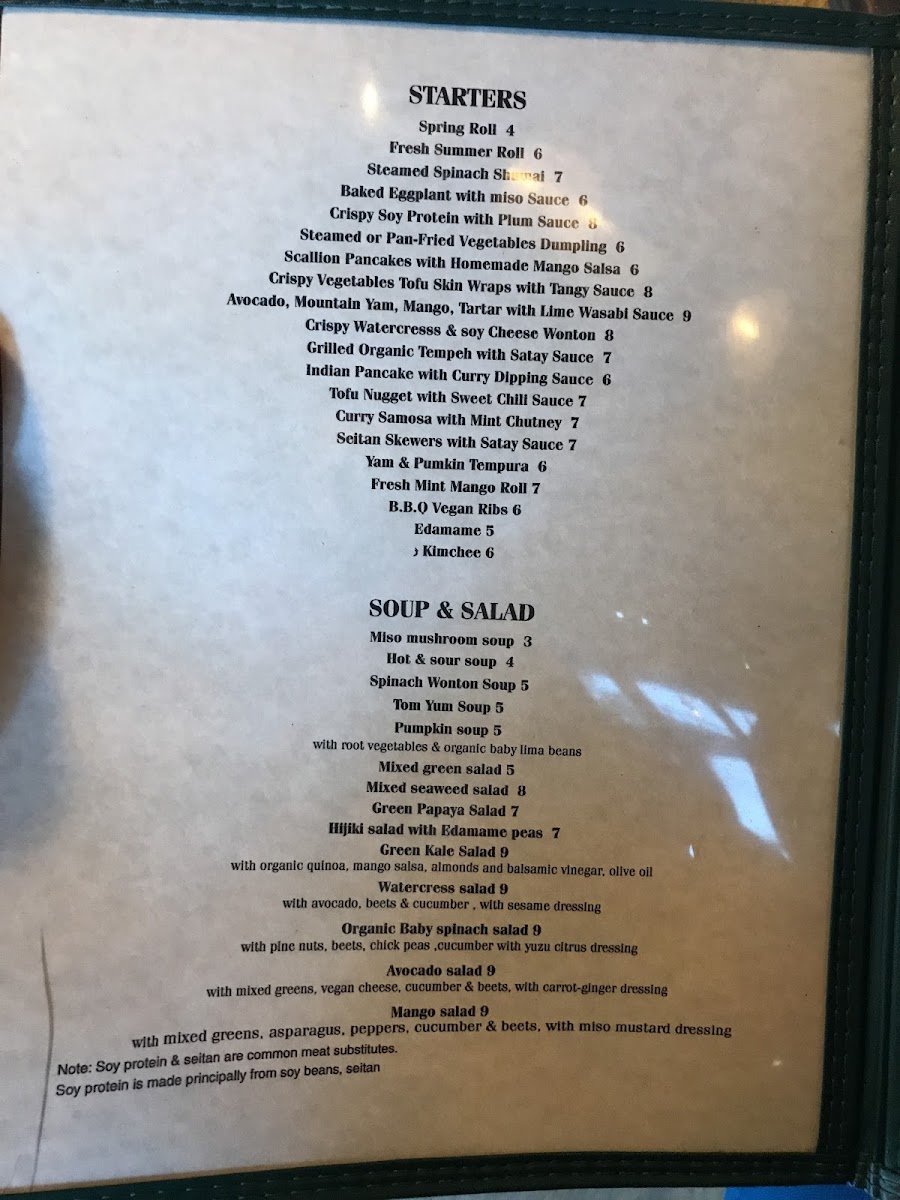 STARTERS
Spring Roll 4
Fresh Summer Roll 6
Steamed Spinach Shumai 7
Baked Eggplant with miso Sauce 6
Crispy Soy Protein with Plum Sauce 8
Steamed or Pan-Fried Vegetables Dumpling 6
Scallion Pancakes with Homemade Mango Salsa 6
Crispy Vegetables Tofu Skin Wraps with Tangy Sauce 8
Avocado, Mountain Yam, Mango, Tartar with Lime Wasabi Sauce 9
Crispy Watercresss & soy Cheese Wonton 8
Grilled Organic Tempeh with Satay Sauce 7
Indian Pancake with Curry Dipping Sauce 6
Tofu Nugget with Sweet Chili Sauce 7
Curry Samosa with Mint Chutney 7
Seitan Skewers with Satay Sauce 7
Yam & Pumkin Tempura 6
Fresh Mint Mango Roll 7
B.B.Q Vegan Ribs 6
Edamame 5
Kimchee 6
SOUP & SALAD
Miso mushroom soup 3
Hot & sour soup 4
Spinach Wonton Soup 5
Tom Yum Soup 5
Pumpkin soup 5
with root vegetables & organic baby lima beans
Mixed green salad 5
Mixed seaweed salad 8
Green Papaya Salad 7
Hijiki salad with Edamame peas 7
Green Kale Salad 9
with organic quinoa, mango salsa, almonds and balsamic vinegar, olive oil
Watercress salad 9
with avocado, beets & cucumber , with sesame dressing
Organic Baby spinach salad 9
with pine nuts, beets, chick peas ,cucumber with yuzu citrus dressing
Avocado salad 9
with mixed greens, vegan cheese, cucumber & beets, with carrot-ginger dressing
Mango salad 9
with mixed greens, asparagus, peppers, cucumber & beets, with miso mustard dressing
Note: Soy protein & seitan are common meat substitutes.
Soy protein is made principally from soy beans, seitan